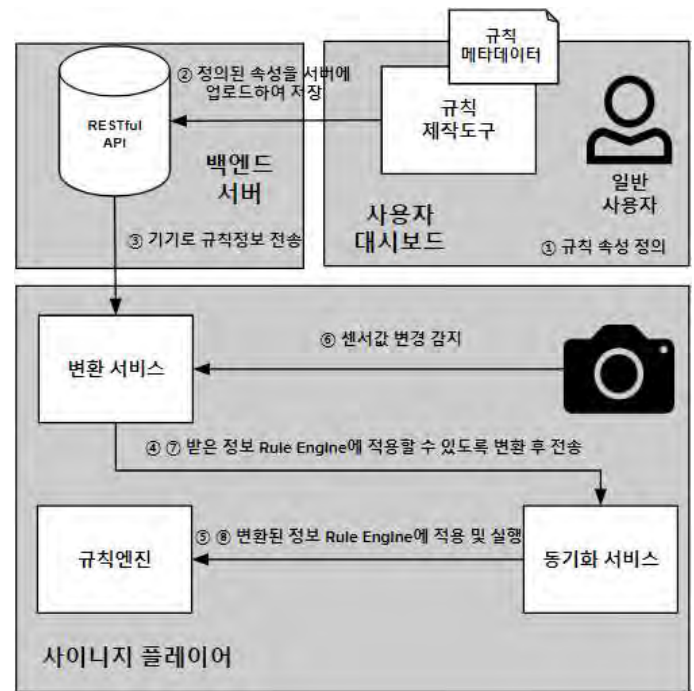 규칙
메타데이터
② 정의된 속성을 서버에
업로드하여 저장
RESTful
API
규칙
제작도구
백엔드
서버
일반
사용자
사용자
대시보드
③ 기기로 규칙정보 전송
① 규칙 속성 정의
⑥ 센서값 변경 감지
변환 서비스
④ ⑦ 받은 정보 Rule Engine에 적용할 수 있도록 변환 후 전송
⑤ ⑧ 변환된 정보 Rule Engine에 적용 및 실행
규칙엔진
동기화 서비스
사이니지 플레이어